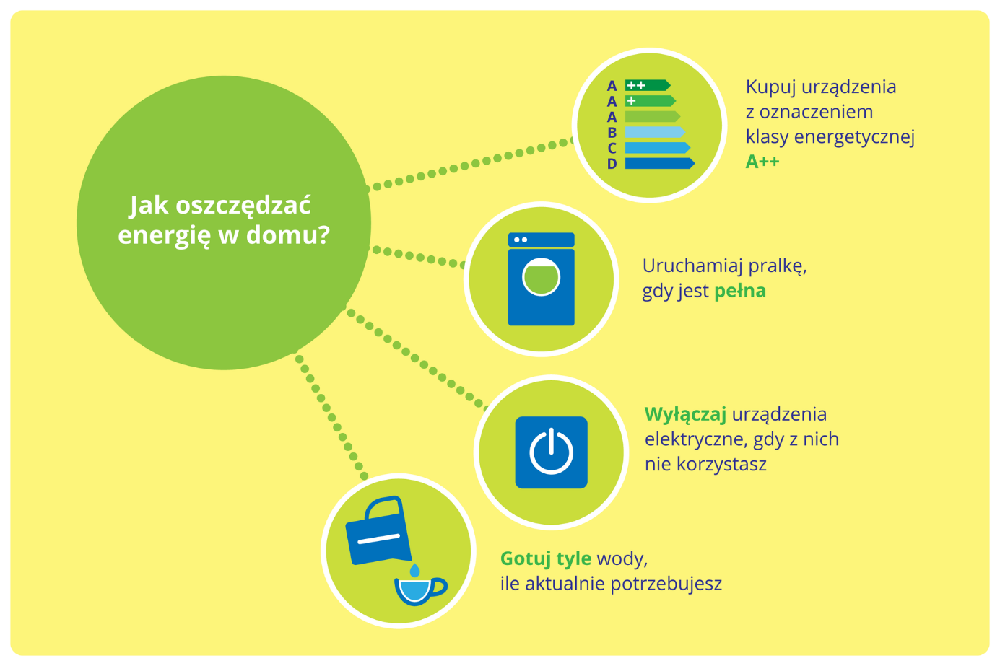 Jak oszczędzać
energię w domu?
A ++
A +
A
B
C
D
Kupuj urządzenia
z oznaczeniem
klasy energetycznej
A++
Uruchamiaj pralkę,
gdy jest pełna
Wyłączaj urządzenia
elektryczne, gdy z nich
nie korzystasz
Gotuj tyle wody,
ile aktualnie potrzebujesz